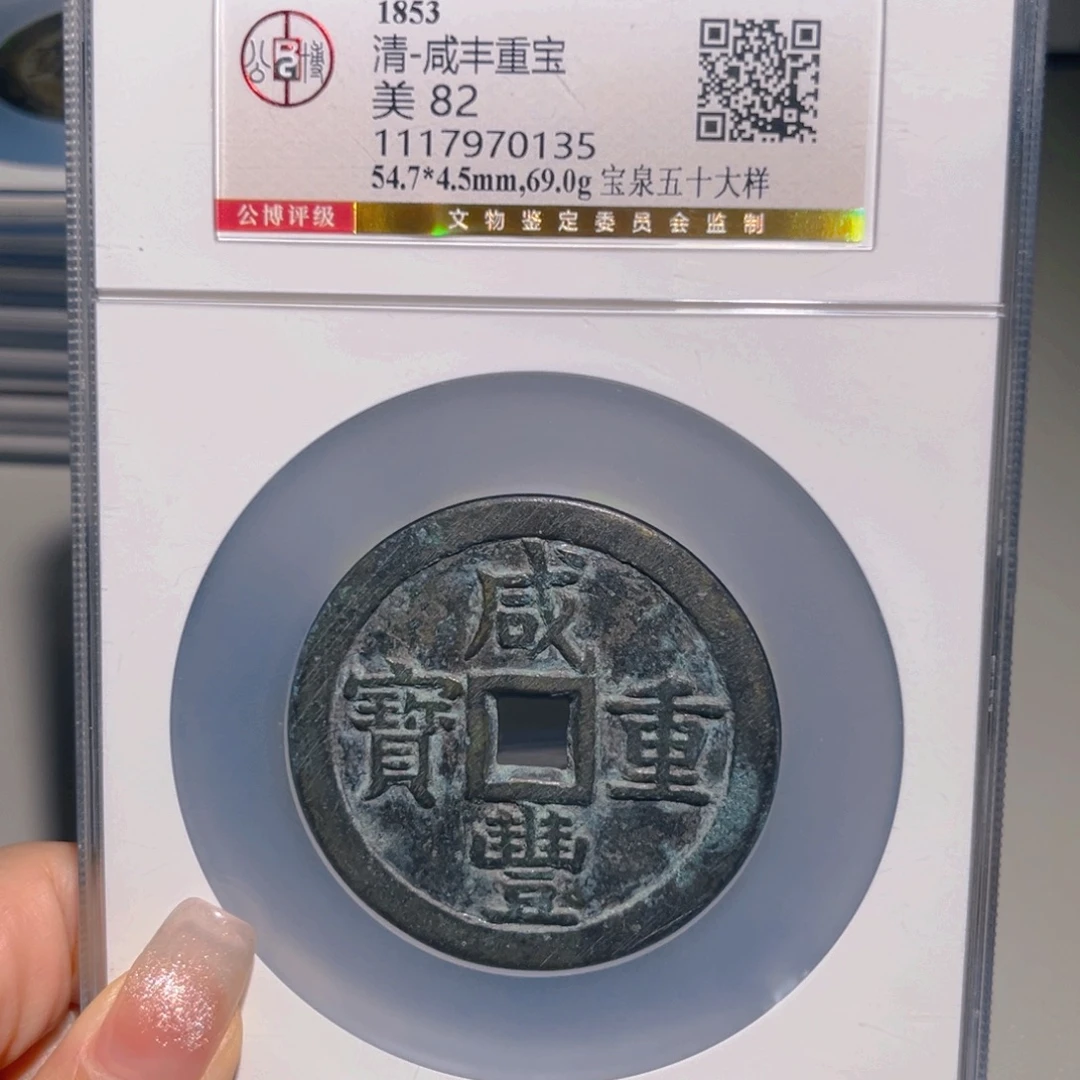 1853
公博
清-咸丰重宝
美 82
1117970135
54.7*4.5mm,69.0g 宝泉五十大样
公博评级 文物鉴定委员会监制
咸
寶 重
豐